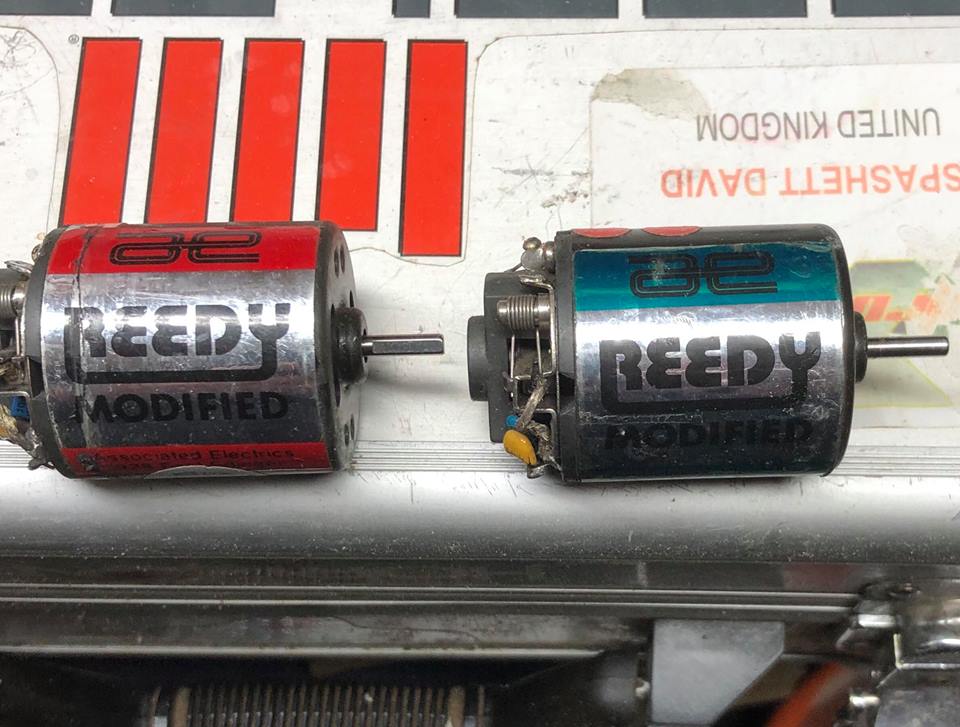 UNITED KINGDOM
SPASHETT DAVID
ae
REEDY
MODIFIED
Associated Electrics
ae
REEDY
MODIFIED